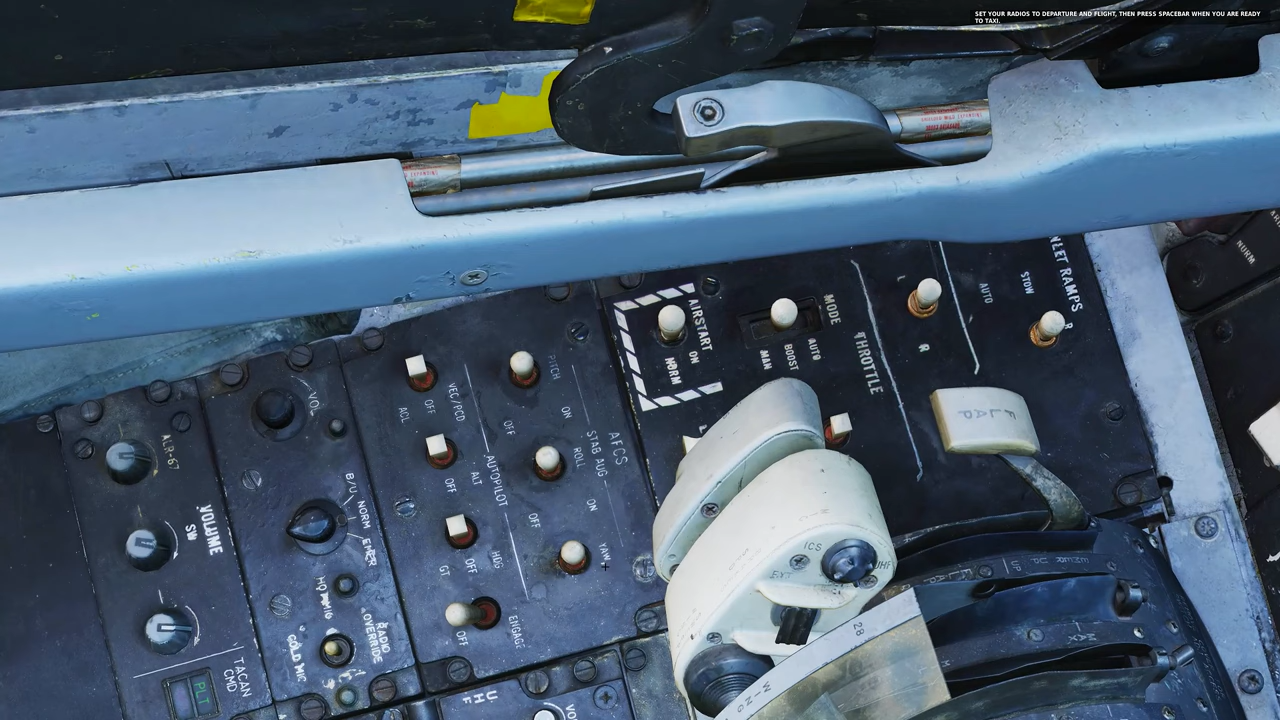 SET YOUR RADIOS TO DEPARTURE AND FLIGHT, THEN PRESS SPACEBAR WHEN YOU ARE READY
TO TAXI.
INLET RAMPS
STOW
AUTO
R
NORM
AIRSTART
ON
NORM
MODE
AUTO
BOOST
MAN
THROTTLE
L
R
FLAP
VOL
VEC/PCD
OFF
ACL
PITCH
ON
OFF
AFCS
STAB AUG
ROLL
ON
OFF
YAW
AUTOPILOT
ALT
OFF
HDG
OFF
GT
ENGAGE
OFF
ALR-67
VOLUME
SW
B/U
NORM
EMER
RADIO
OVERRIDE
COLD MIC
TACAN
CMD
PLT
ICS
UHF
UP
28
WING
U
H F